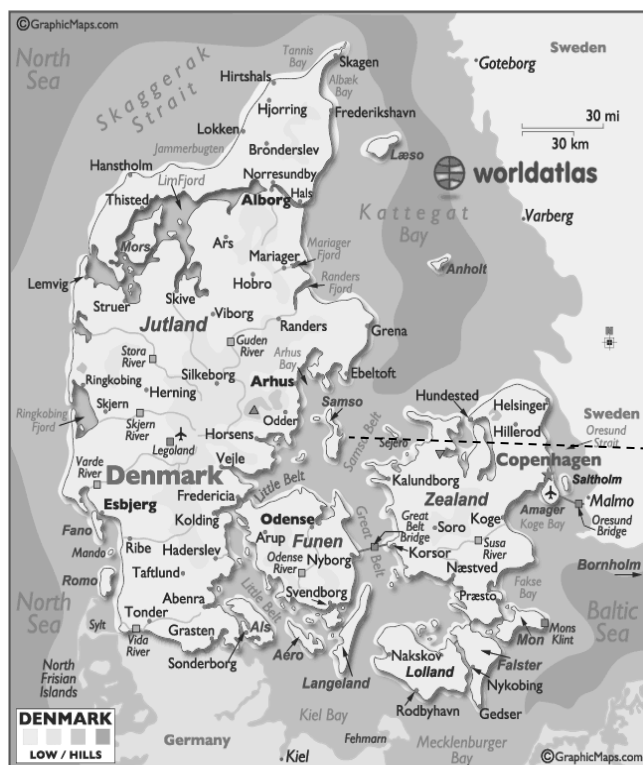 ©GraphicMaps.com
North
Sea
Skaggerak
Strait
Tannis
Bay
Skagen
Sweden
Goteborg
Hirtshals
Albæk
Bay
Hjorring
Frederikshavn
30 mi
30 km
Lokken
Jammerbugten
Brönderslev
Læso
worldatlas
Hanstholm
LimFjord
Norresundby
Hals
Thisted
Alborg
Kattegat
Bay
Varberg
Mors
Ars
Mariager
Mariager
Fjord
Anholt
Lemvig
Hobro
Randers
Fjord
Struer
Skive
Viborg
Jutland
Randers
Grena
Guden
River
Stora
River
Arhus
Bay
Ringkobing
Silkeborg
Arhus
Ebeltoft
Herning
Samso
Hundested
Helsinger
Ringkobing
Fjord
Skjern
Skjern
River
Odder
Sweden
Oresund
Strait
Legoland
Horsens
Samso Belt
Sejero
Hillerod
Vejle
Copenhagen
Varde
River
Denmark
Little Belt
Kalundborg
Saltholm
Esbjerg
Fredericia
Zealand
Malmo
Kolding
Odense
Great
Belt
Bridge
Amager
Koge Bay
Oresund
Bridge
Fano
Arup
Funen
Great
Belt
Soro
Koge
Mando
Ribe
Haderslev
Odense
River
Nyborg
Korsor
Susa
River
Bornholm
Romo
Taftlund
Næstved
Little Belt
Svendborg
Fakse
Bay
Abenra
Præsto
Baltic
Sea
North
Sea
Sylt
Tonder
Vida
River
Grasten
Als
Mon
Mons
Klint
Sonderborg
Aero
Nakskov
Lolland
Falster
North
Frisian
Islands
Langeland
Nykobing
Rodbyhavn
Gedser
Kiel Bay
DENMARK
LOW / HILLS
Germany
Kiel
Fehmarn
Mecklenburger
Bay
©GraphicMaps.com